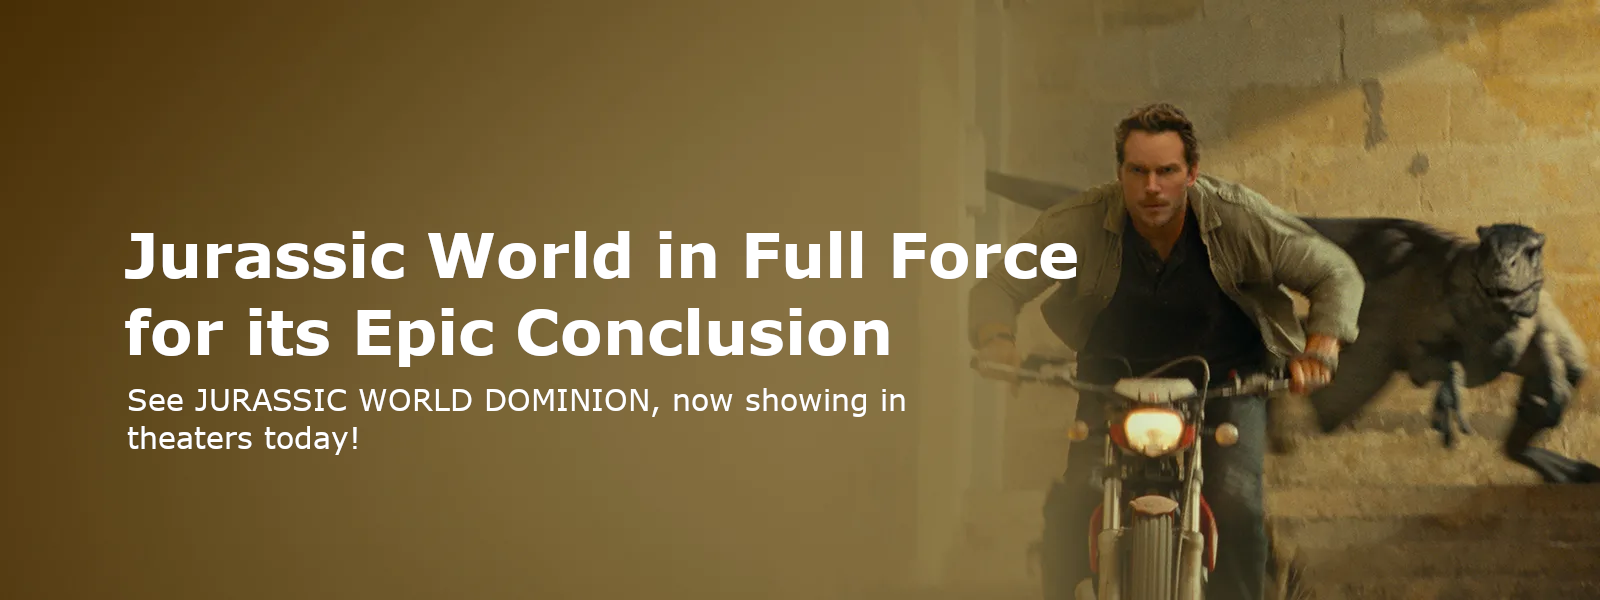 Jurassic World in Full Force
for its Epic Conclusion
See JURASSIC WORLD DOMINION, now showing in
theaters today!